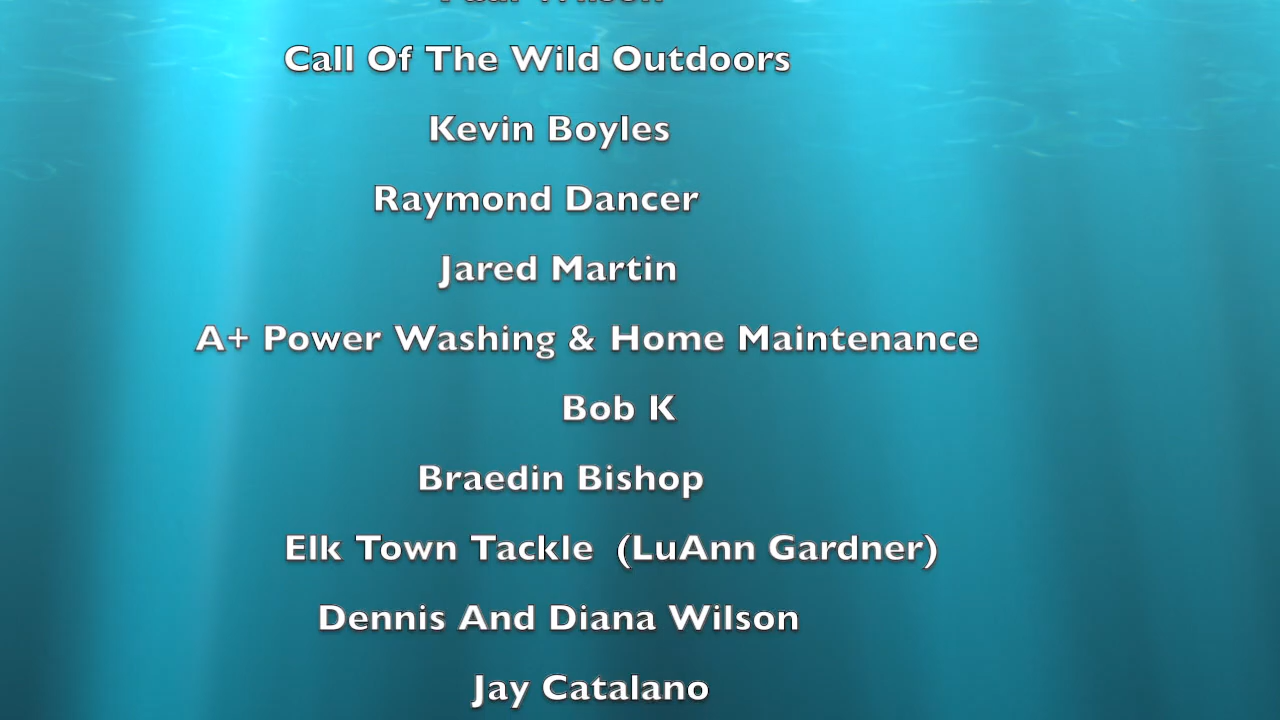 Call Of The Wild Outdoors
Kevin Boyles
Raymond Dancer
Jared Martin
A+ Power Washing & Home Maintenance
Bob K
Braedin Bishop
Elk Town Tackle  (LuAnn Gardner)
Dennis And Diana Wilson
Jay Catalano